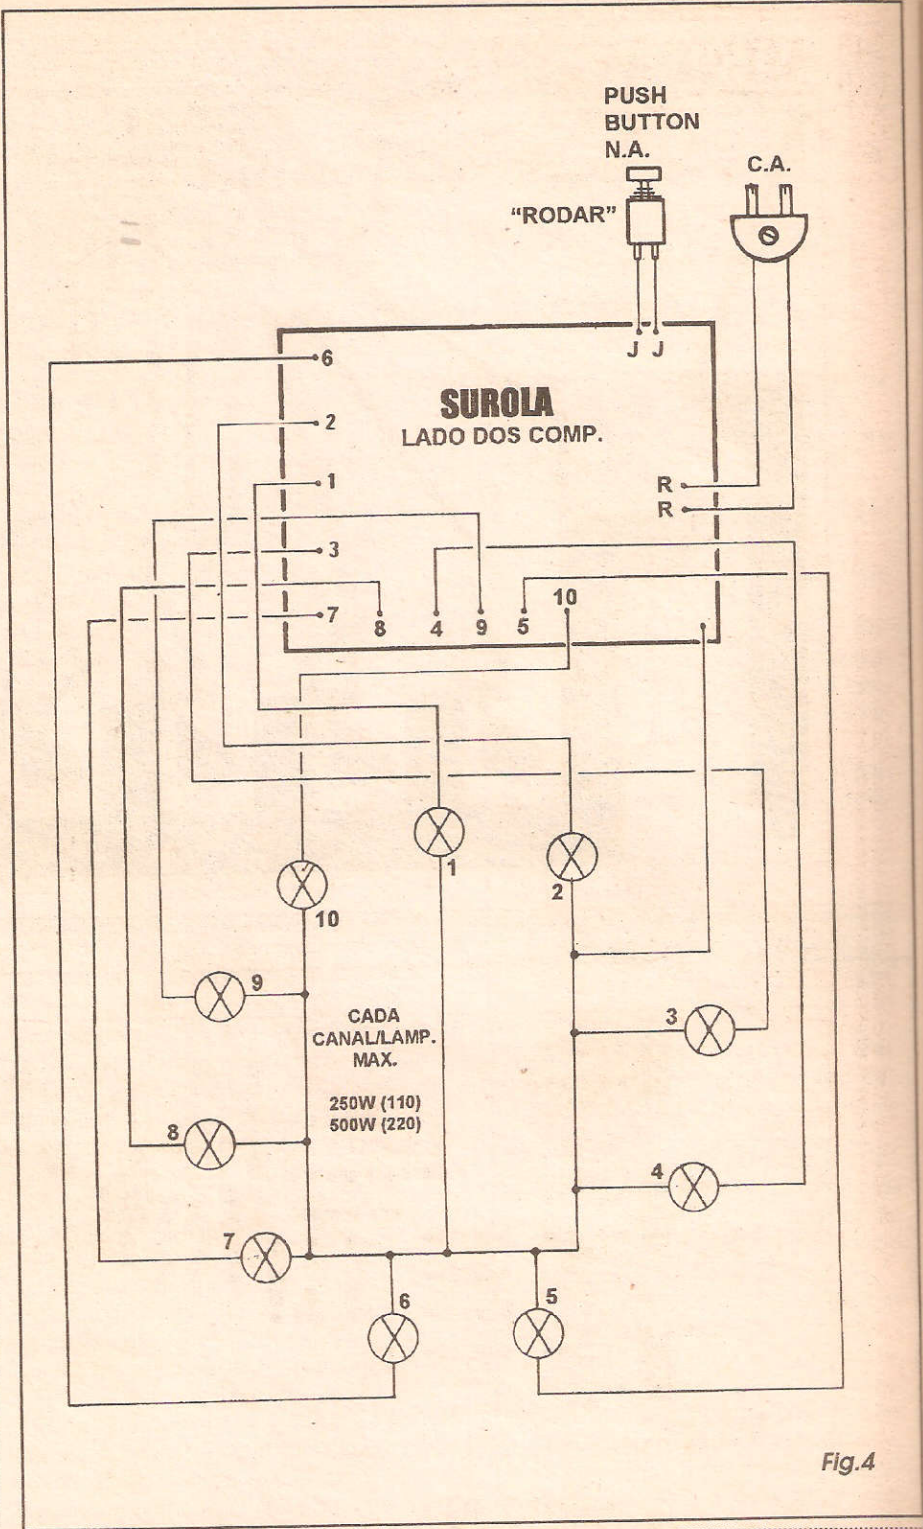 PUSH
BUTTON
N.A.
C.A.
“RODAR”
J J
6
SUROLA
LADO DOS COMP.
2
1
R
R
3
10
7
8 4 9 5
1
2
10
9
CADA
CANAL/LAMP.
MAX.
3
250W (110)
500W (220)
8
4
7
6
5
Fig.4